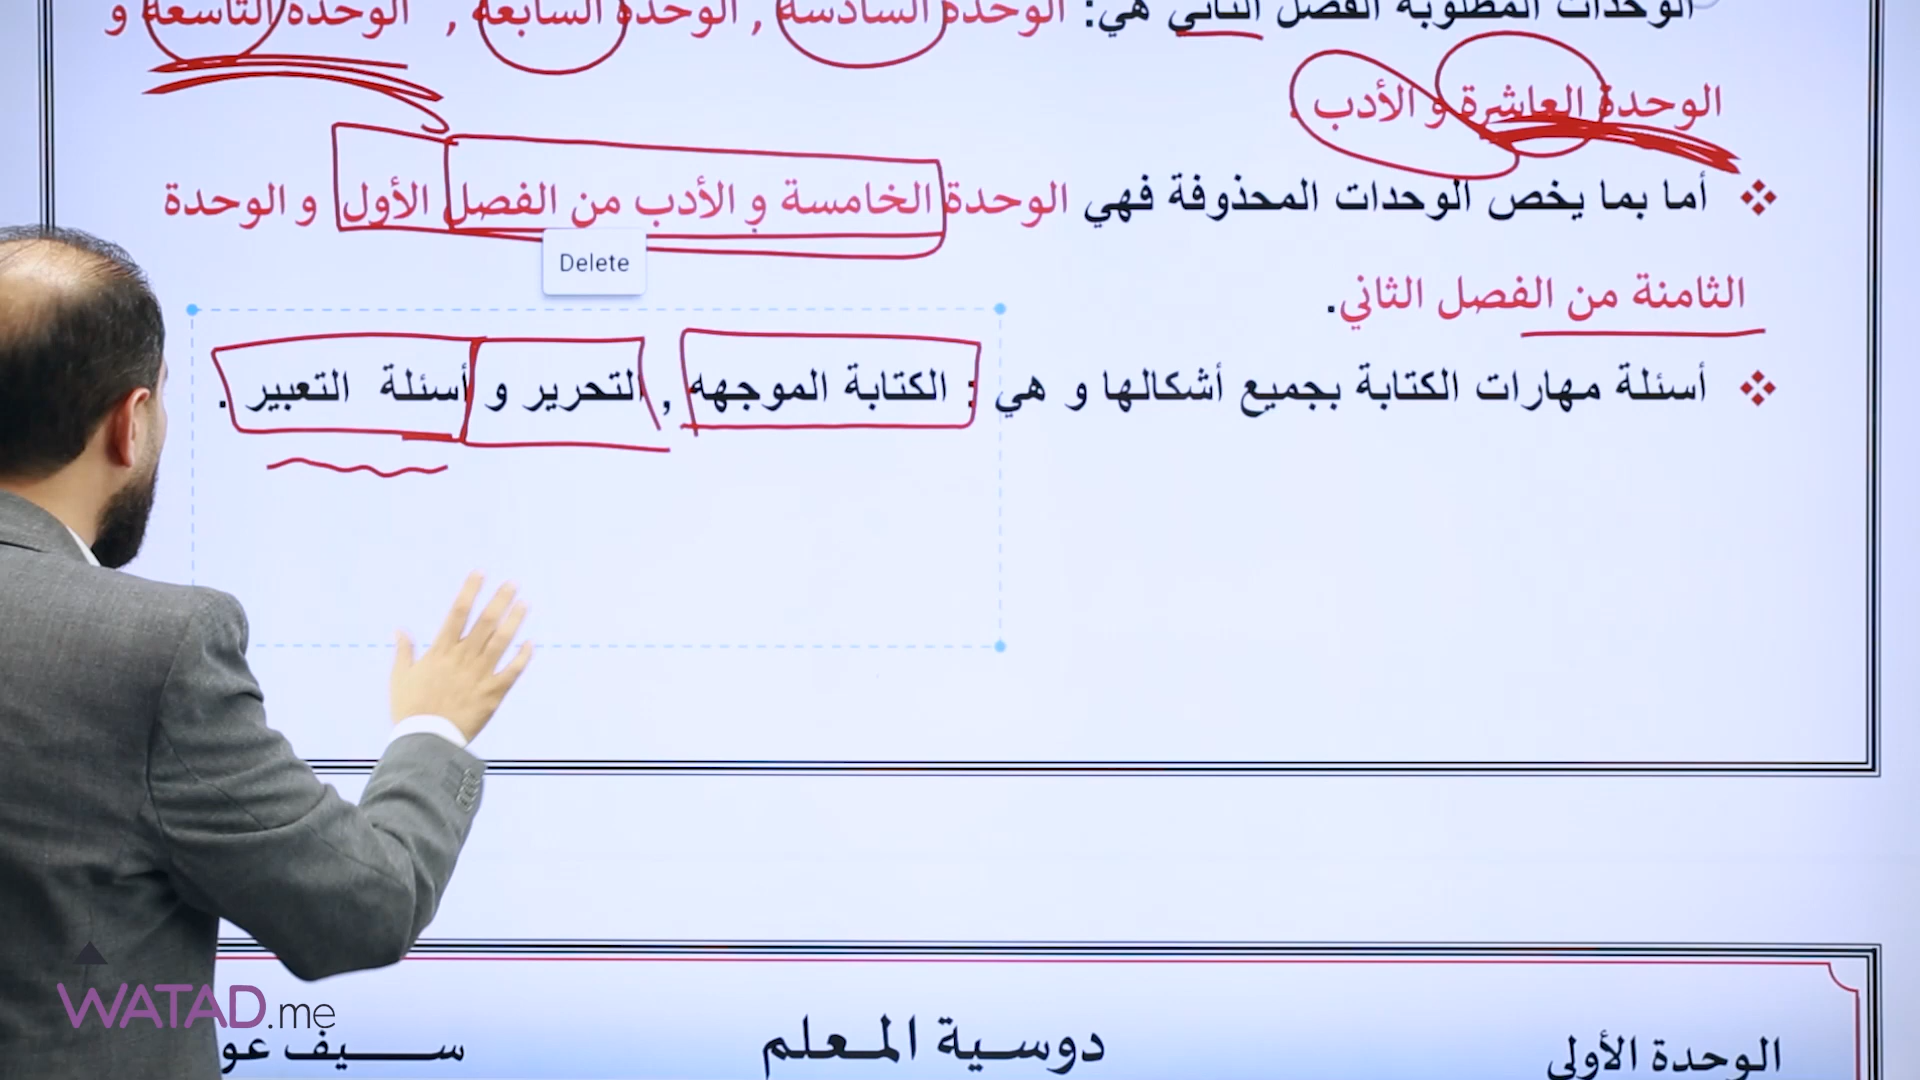 الوحدات المطلوبة الفصل الثاني هي: الوحدة السادسة , الوحدة السابعة , الوحدة التاسعة و
الوحدة العاشرة و الأدب .
أما بما يخص الوحدات المحذوفة فهي الوحدة الخامسة و الأدب من الفصل الأول و الوحدة
الثامنة من الفصل الثاني.
Delete
أسئلة مهارات الكتابة بجميع أشكالها و هي : الكتابة الموجهه , التحرير و أسئلة التعبير .
WATAD.me
الوحدة الأولى دوسية المعلم سيف